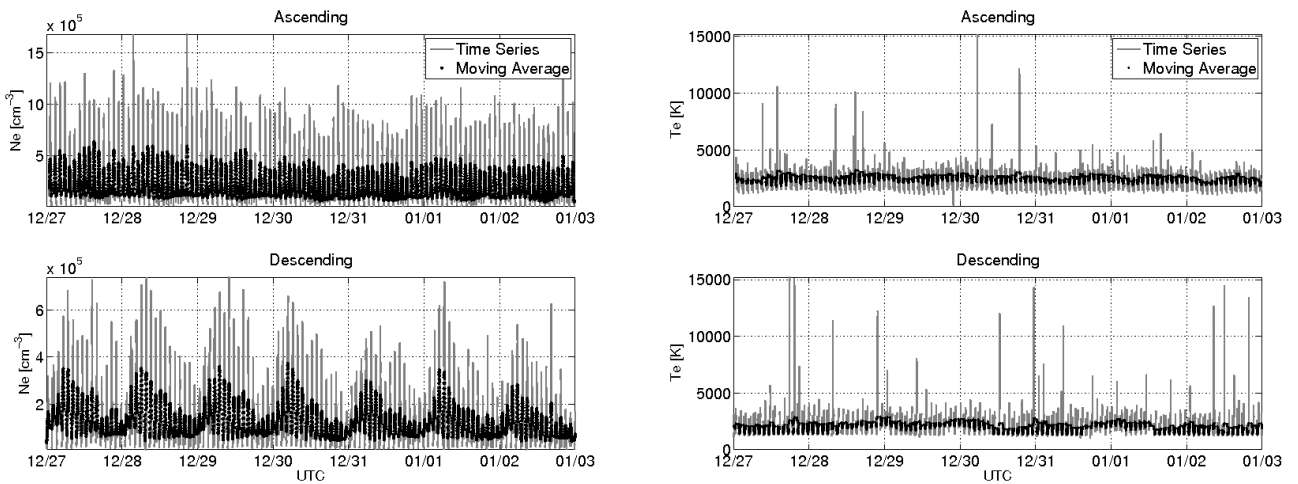 Ascending
x 10⁵
Time Series
Moving Average
Ne [cm⁻³]
15
10
5
12/27 12/28 12/29 12/30 12/31 01/01 01/02 01/03
Ascending
Time Series
Moving Average
Te [K]
15000
10000
5000
0
12/27 12/28 12/29 12/30 12/31 01/01 01/02 01/03
Descending
x 10⁵
Ne [cm⁻³]
6
4
2
12/27 12/28 12/29 12/30 12/31 01/01 01/02 01/03
UTC
Descending
Te [K]
15000
10000
5000
0
12/27 12/28 12/29 12/30 12/31 01/01 01/02 01/03
UTC